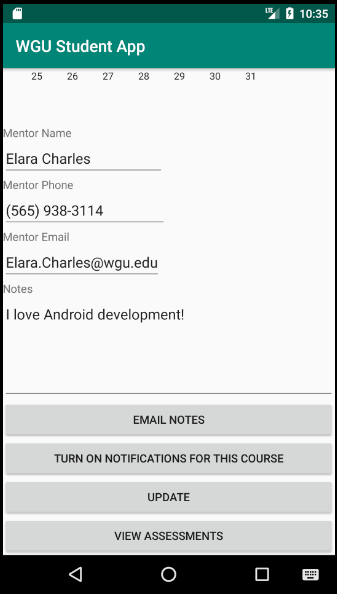 LTE 10:35
WGU Student App
25 26 27 28 29 30 31
Mentor Name
Elara Charles
Mentor Phone
(565) 938-3114
Mentor Email
Elara.Charles@wgu.edu
Notes
I love Android development!
EMAIL NOTES
TURN ON NOTIFICATIONS FOR THIS COURSE
UPDATE
VIEW ASSESSMENTS